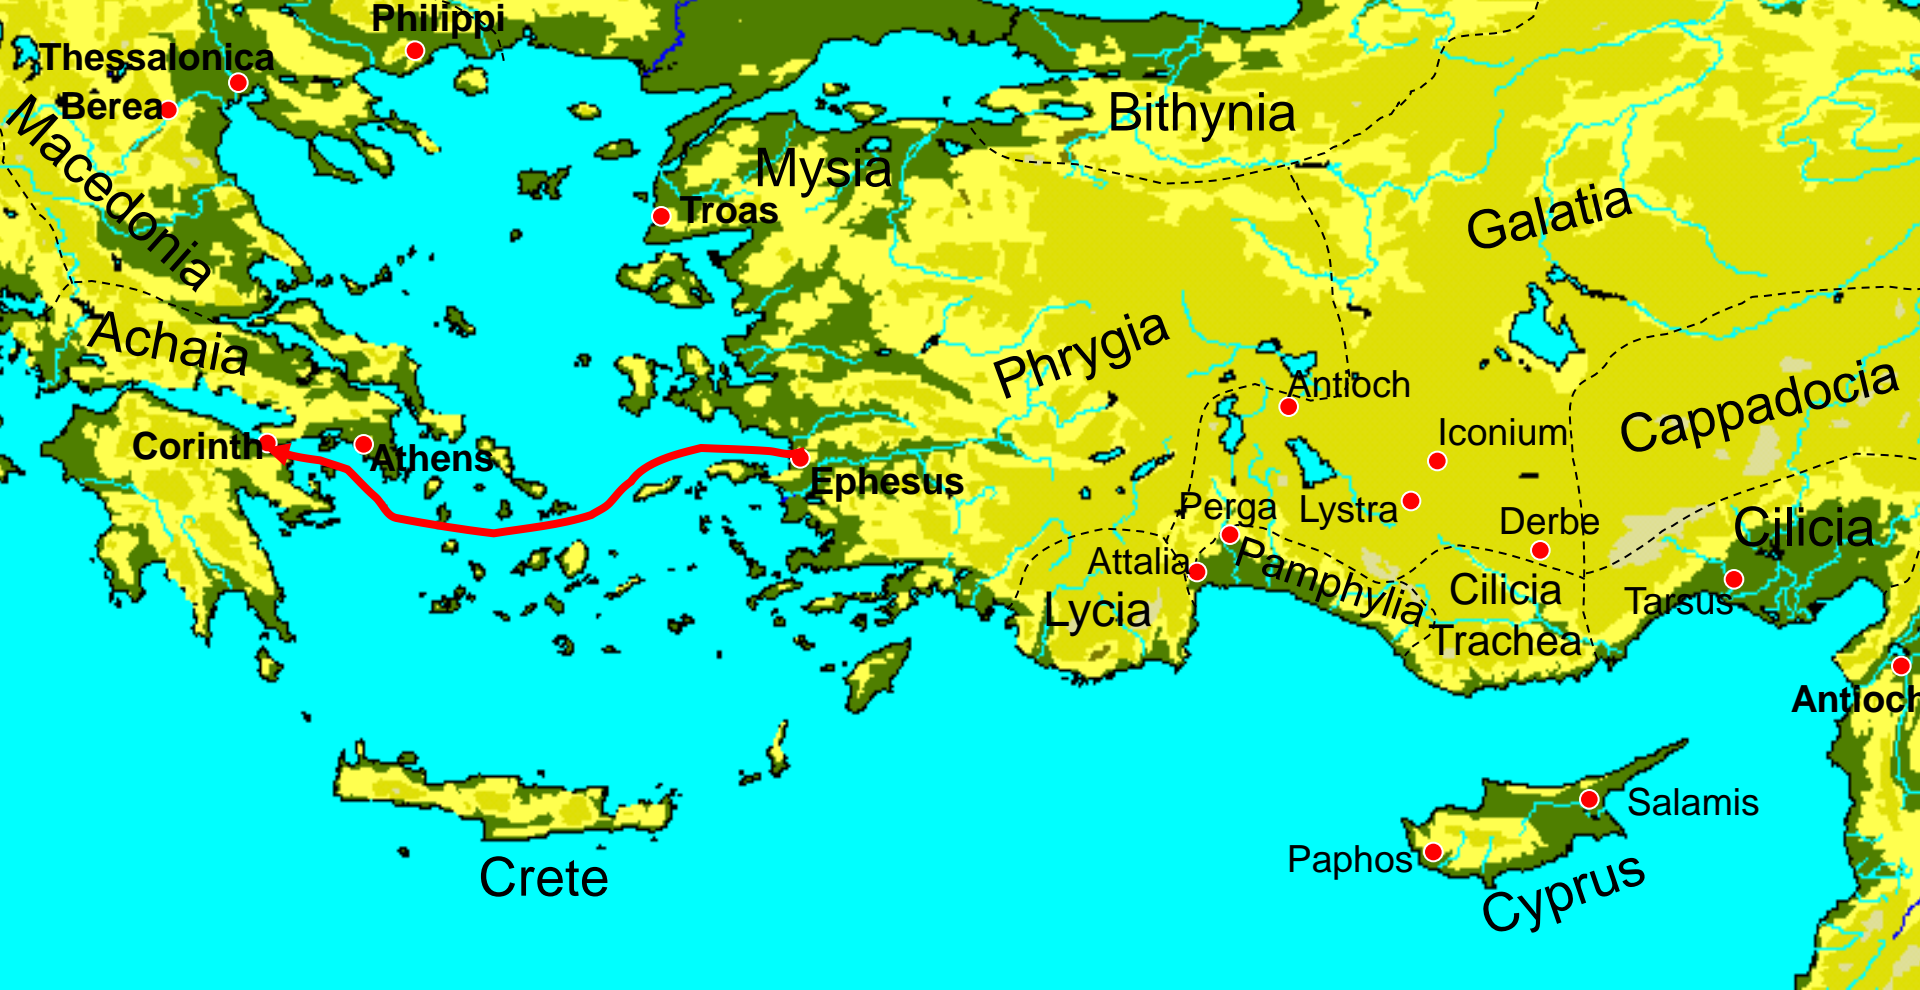 Philippi
Thessalonica
Berea
Macedonia
Bithynia
Mysia
Troas
Galatia
Achaia
Phrygia
Antioch
Cappadocia
Iconium
Corinth
Athens
Ephesus
Perga
Lystra
Derbe
Cilicia
Attalia
Pamphylia
Lycia
Cilicia
Trachea
Tarsus
Antioch
Salamis
Paphos
Cyprus
Crete